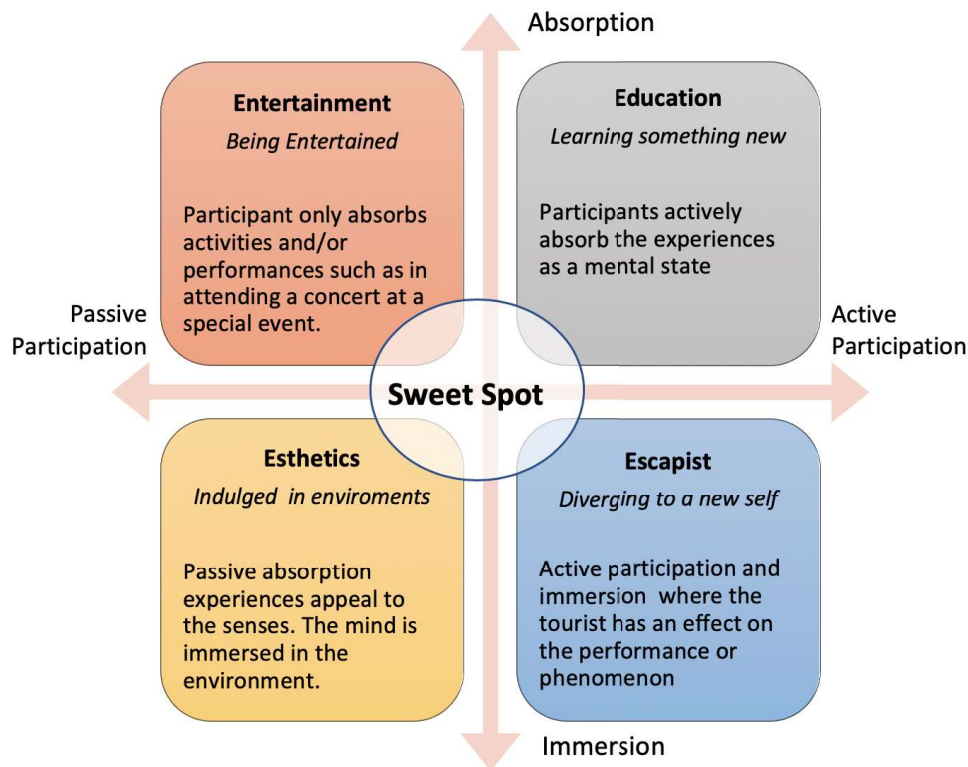 Absorption
Entertainment
Being Entertained
Participant only absorbs
activities and/or
performances such as in
attending a concert at a
special event.
Education
Learning something new
Participants actively
absorb the experiences
as a mental state
Passive
Participation
Active
Participation
Sweet Spot
Esthetics
Indulged in enviroments
Passive absorption
experiences appeal to
the senses. The mind is
immersed in the
environment.
Escapist
Diverging to a new self
Active participation and
immersion where the
tourist has an effect on
the performance or
phenomenon
Immersion